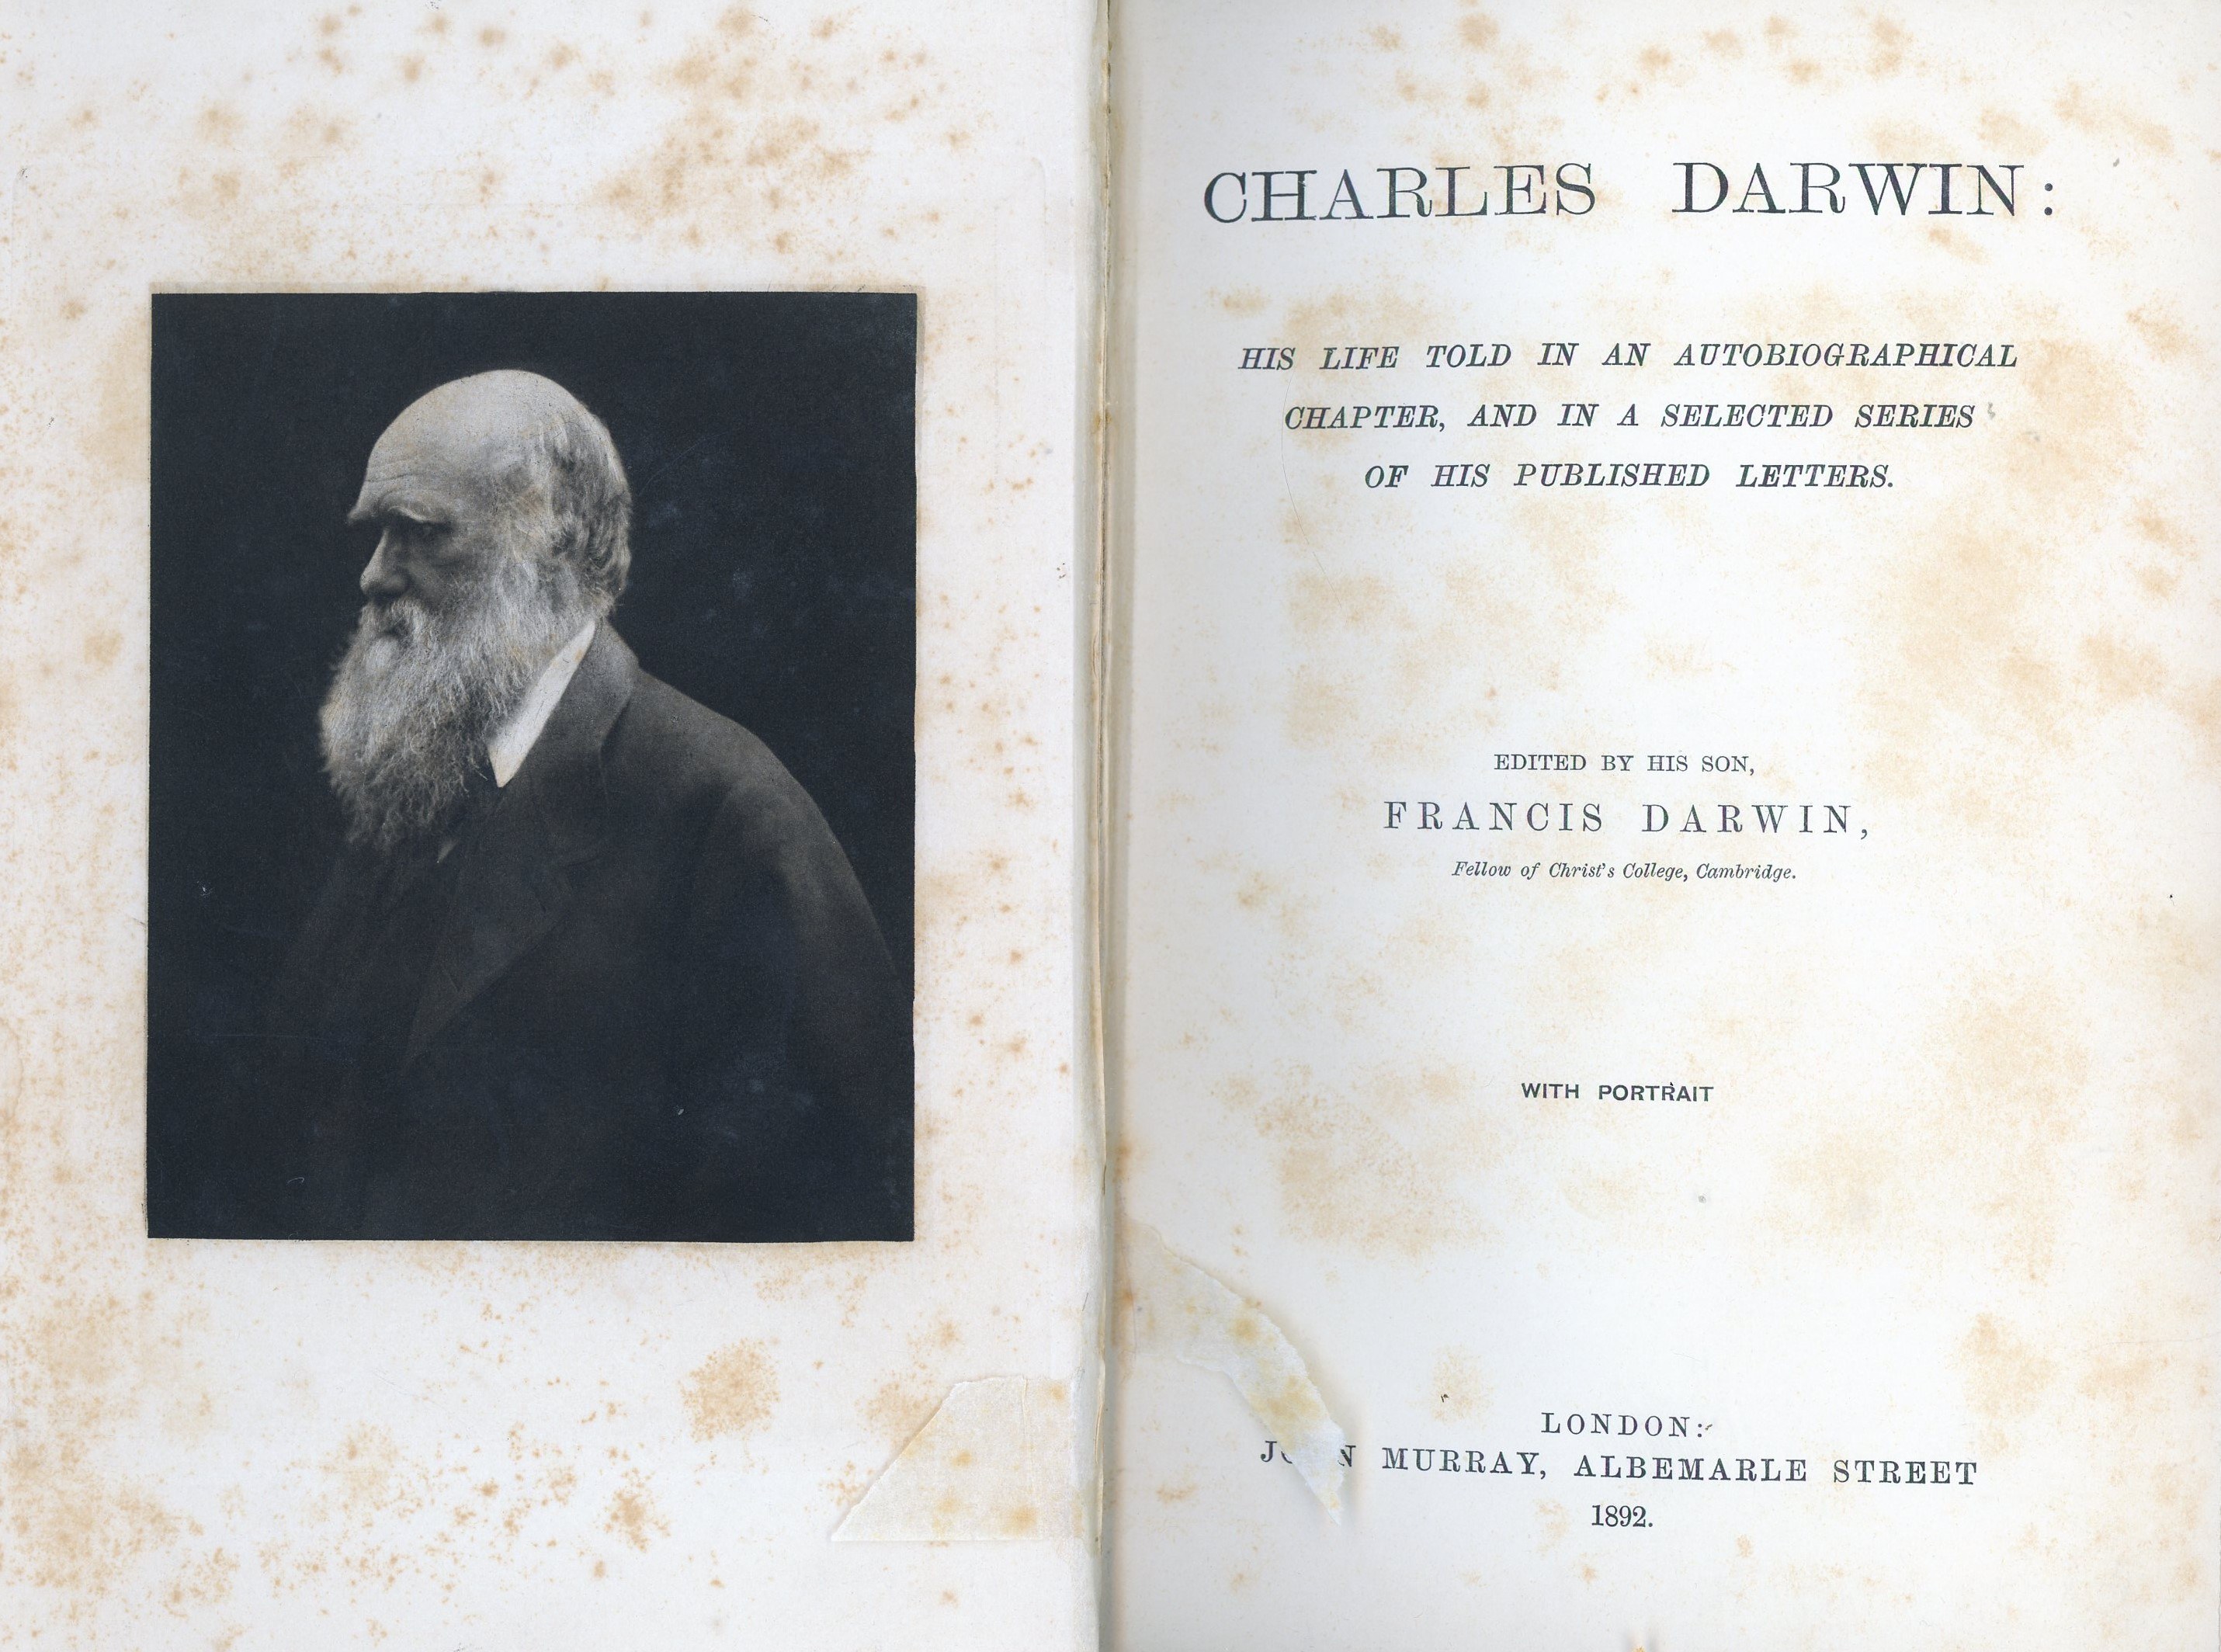 CHARLES DARWIN:
HIS LIFE TOLD IN AN AUTOBIOGRAPHICAL
CHAPTER, AND IN A SELECTED SERIES
OF HIS PUBLISHED LETTERS.
EDITED BY HIS SON,
FRANCIS DARWIN,
Fellow of Christ's College, Cambridge.
WITH PORTRAIT
LONDON:
MURRAY, ALBEMARLE STREET
1892.